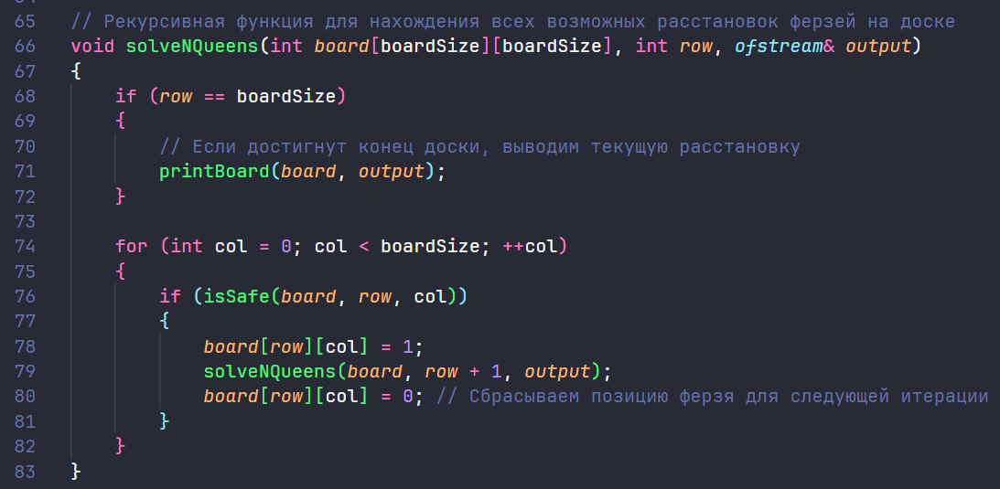 65 // Рекурсивная функция для нахождения всех возможных расстановок ферзей на доске
66 void solveNQueens(int board[boardSize][boardSize], int row, ofstream& output)
67 {
68     if (row == boardSize)
69     {
70         // Если достигнут конец доски, выводим текущую расстановку
71         printBoard(board, output);
72     }
73
74     for (int col = 0; col < boardSize; ++col)
75     {
76         if (isSafe(board, row, col))
77         {
78             board[row][col] = 1;
79             solveNQueens(board, row + 1, output);
80             board[row][col] = 0; // Сбрасываем позицию ферзя для следующей итерации
81         }
82     }
83 }